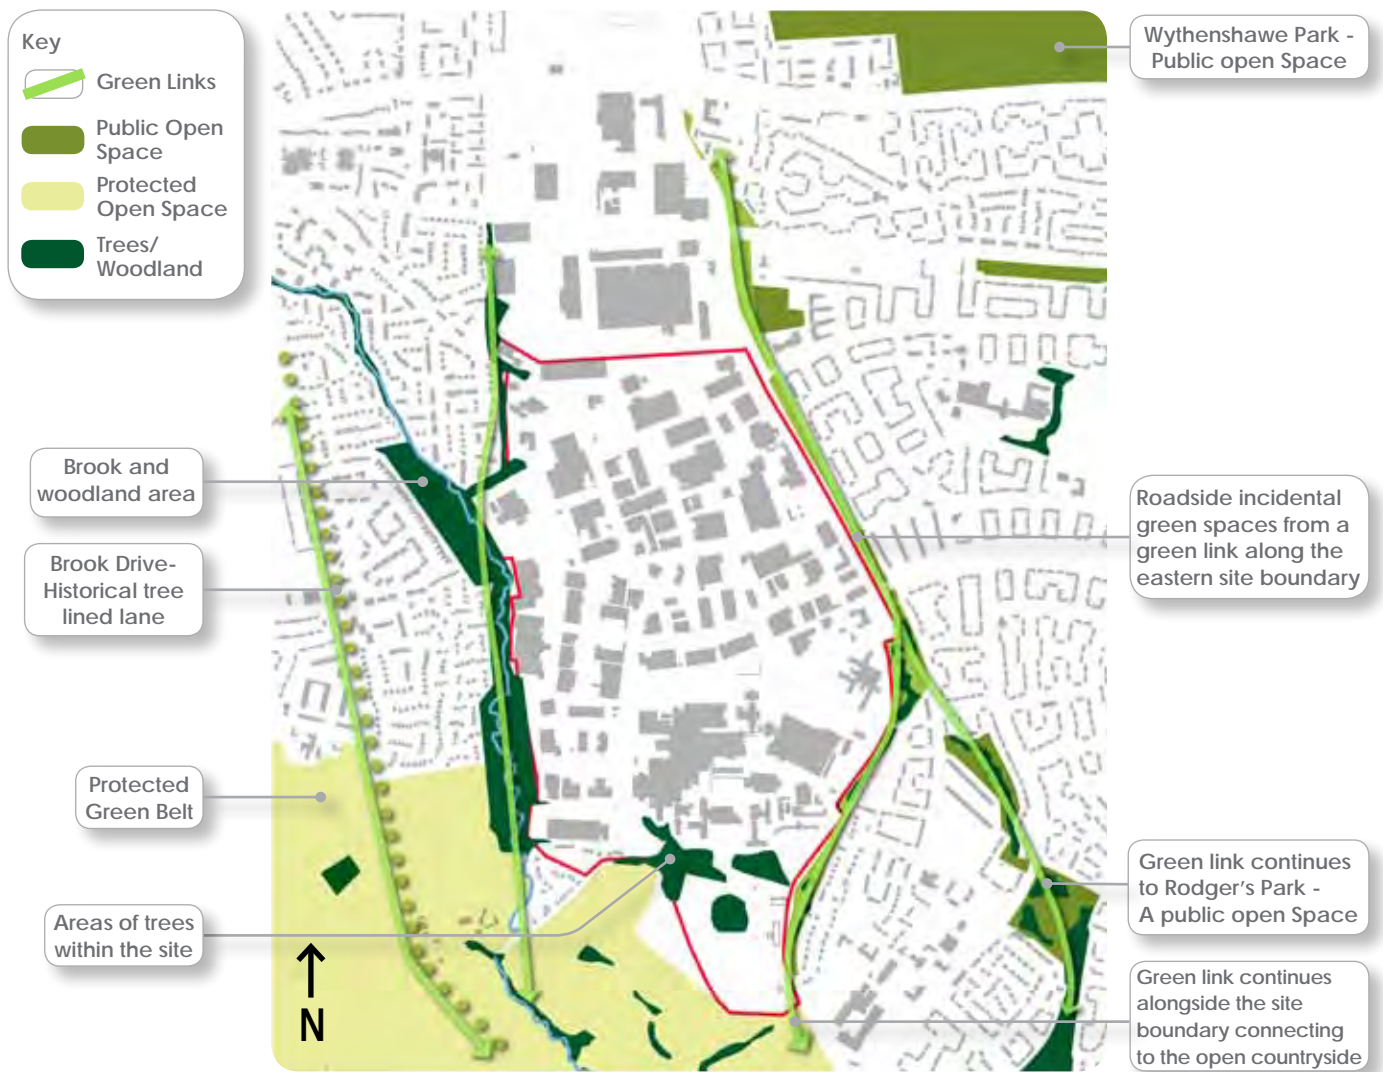 Key
Green Links
Public Open
Space
Protected
Open Space
Trees/
Woodland
Wythenshawe Park -
Public open Space
Brook and
woodland area
Brook Drive-
Historical tree
lined lane
Protected
Green Belt
Areas of trees
within the site
N
Roadside incidental
green spaces from a
green link along the
eastern site boundary
Green link continues
to Rodger's Park -
A public open Space
Green link continues
alongside the site
boundary connecting
to the open countryside